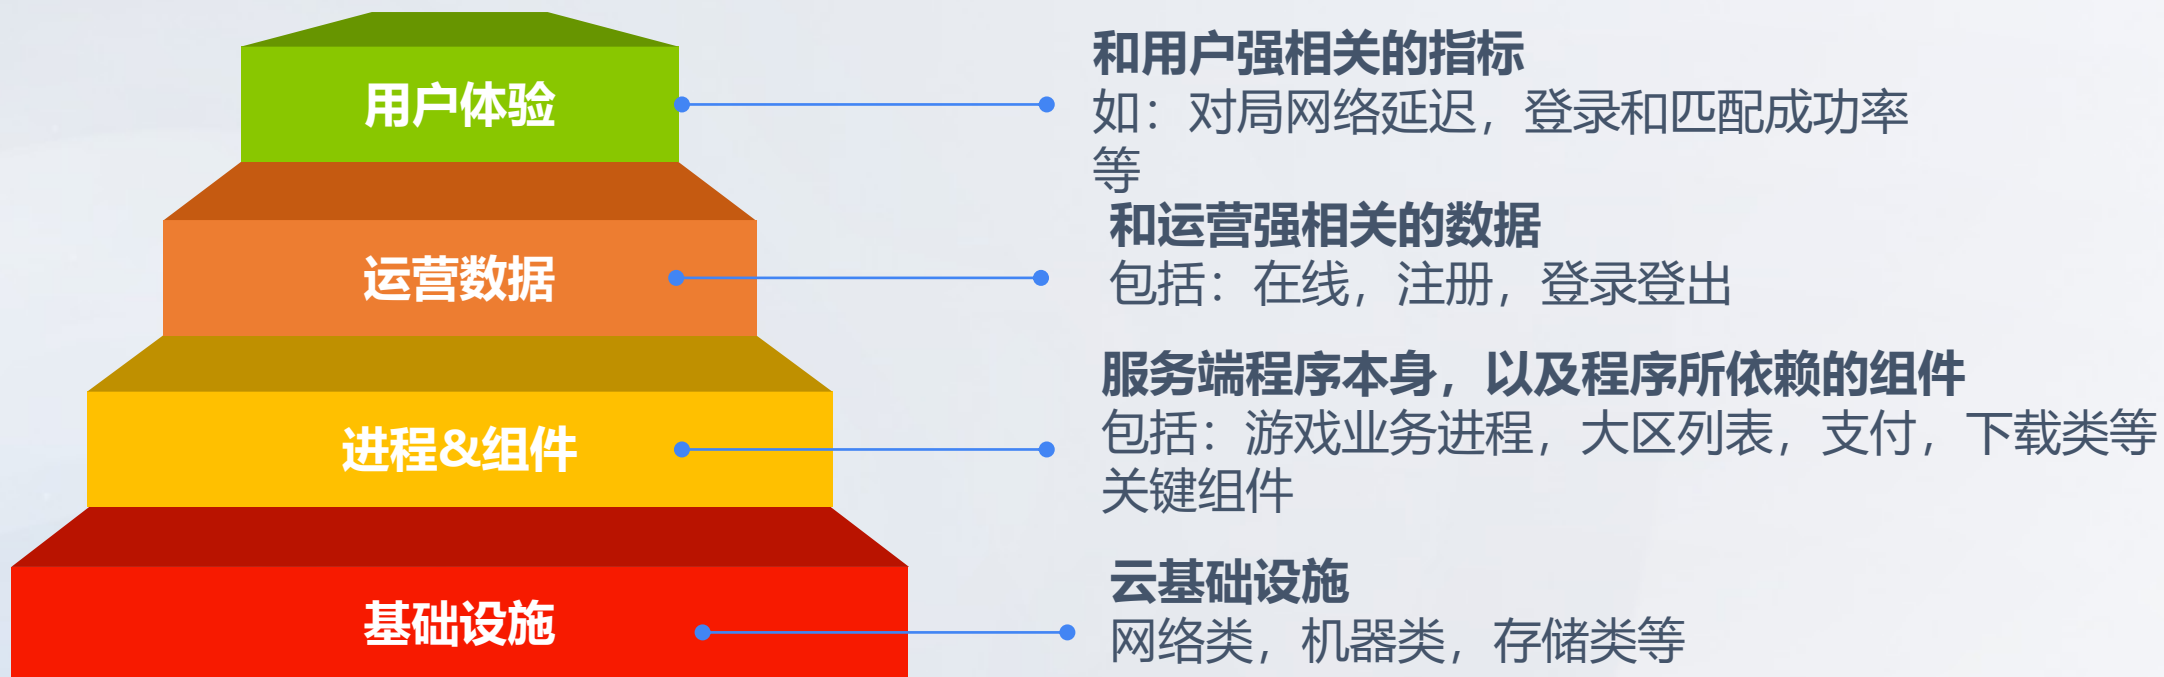 用户体验
和用户强相关的指标
如：对局网络延迟，登录和匹配成功率
等
运营数据
和运营强相关的数据
包括：在线，注册，登录登出
进程&组件
服务端程序本身，以及程序所依赖的组件
包括：游戏业务进程，大区列表，支付，下载类等
关键组件
基础设施
云基础设施
网络类，机器类，存储类等